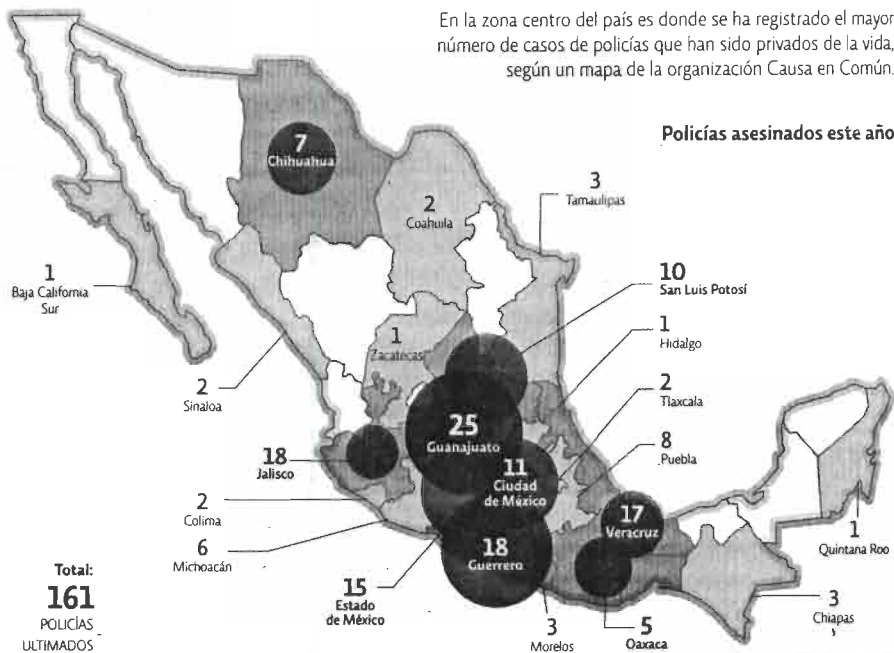 En la zona centro del país es donde se ha registrado el mayor
número de casos de policías que han sido privados de la vida,
según un mapa de la organización Causa en Común.
Policías asesinados este año
7
Chihuahua
2
Coahuila
3
Tamaulipas
1
Baja California
Sur
10
San Luis Potosí
1
Zacatecas
1
Hidalgo
2
Sinaloa
2
Tlaxcala
25
Guanajuato
18
Jalisco
11
Ciudad
de México
8
Puebla
2
Colima
17
Veracruz
6
Michoacán
18
Guerrero
1
Quintana Roo
15
Estado
de México
3
Morelos
5
Oaxaca
3
Chiapas
Total:
161
POLICÍAS
ULTIMADOS